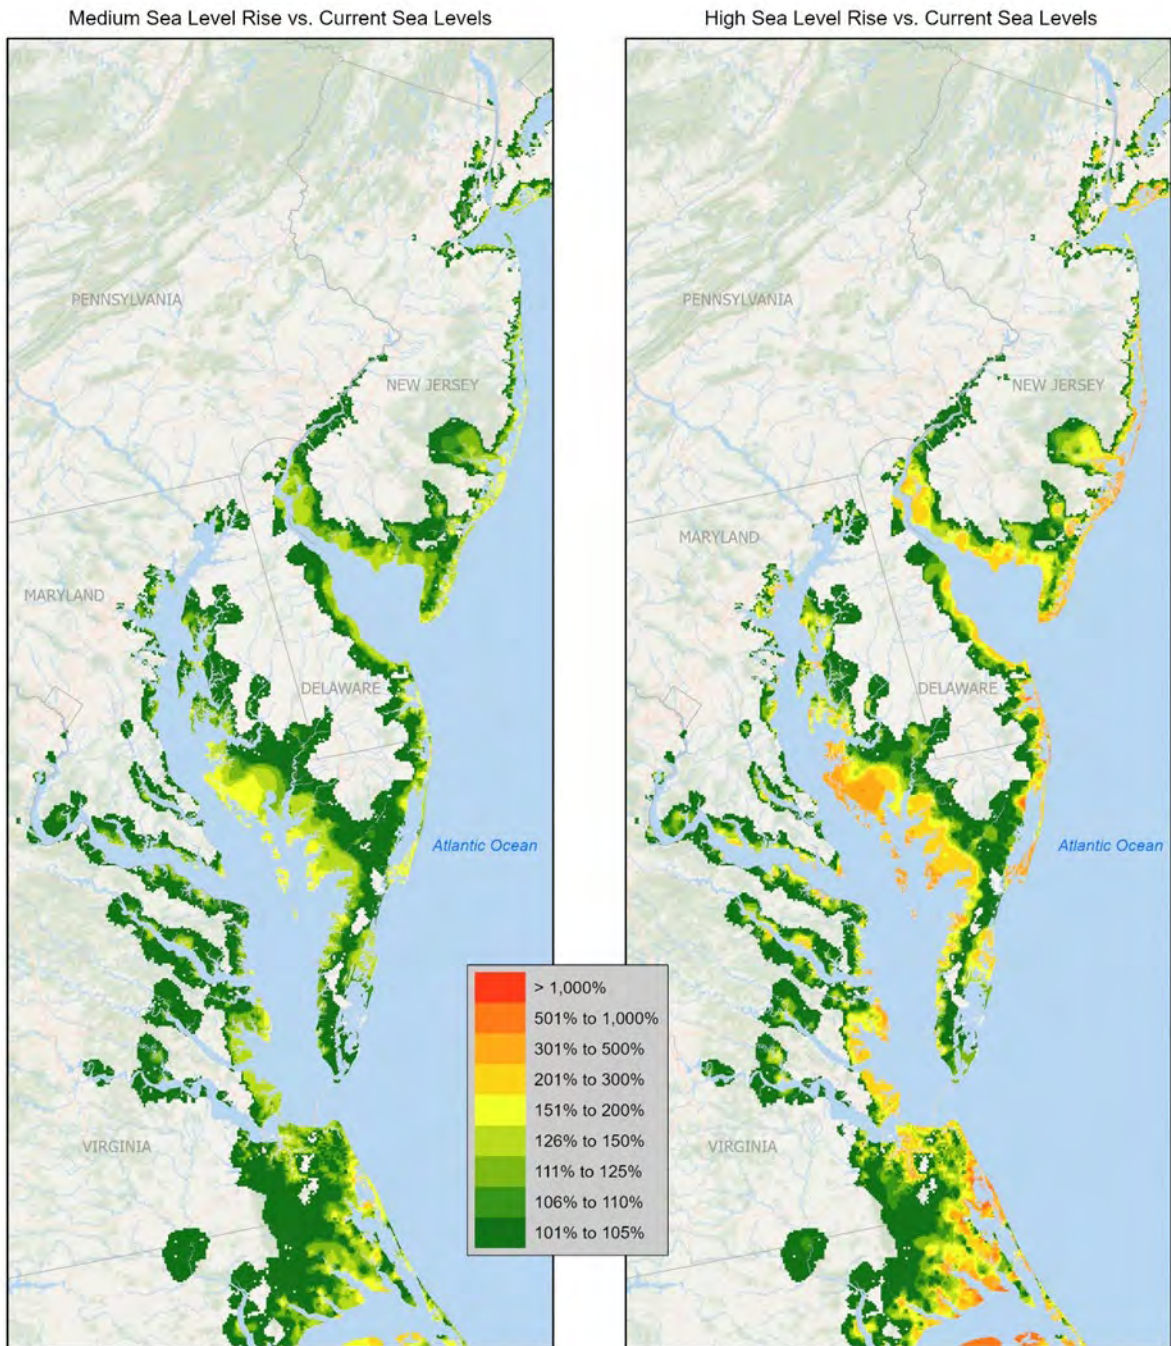 Medium Sea Level Rise vs. Current Sea Levels
High Sea Level Rise vs. Current Sea Levels
PENNSYLVANIA
NEW JERSEY
MARYLAND
DELAWARE
Atlantic Ocean
VIRGINIA
PENNSYLVANIA
NEW JERSEY
MARYLAND
DELAWARE
Atlantic Ocean
VIRGINIA
> 1,000%
501% to 1,000%
301% to 500%
201% to 300%
151% to 200%
126% to 150%
111% to 125%
106% to 110%
101% to 105%